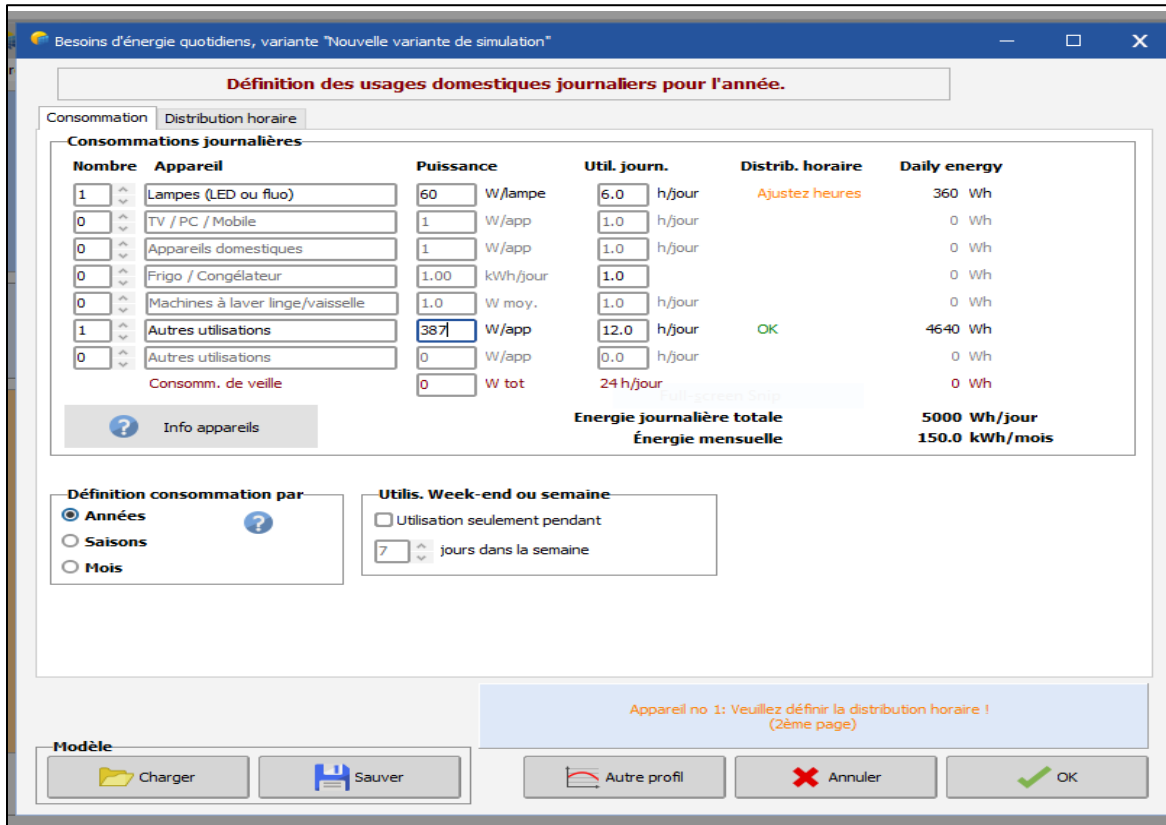 Besoins d'énergie quotidiens, variante "Nouvelle variante de simulation"
Définition des usages domestiques journaliers pour l'année.
Consommation Distribution horaire
Consommations journalières
Nombre Appareil Puissance Util. journ. Distrib. horaire Daily energy
1 Lampes (LED ou fluo) 60 W/lampe 6.0 h/jour Ajustez heures 360 Wh
0 TV / PC / Mobile 1 W/app 1.0 h/jour 0 Wh
0 Appareils domestiques 1 W/app 1.0 h/jour 0 Wh
0 Frigo / Congélateur 1.00 kWh/jour 1.0 0 Wh
0 Machines à laver linge/vaisselle 1.0 W moy. 1.0 h/jour 0 Wh
1 Autres utilisations 387 W/app 12.0 h/jour OK 4640 Wh
0 Autres utilisations 0 W/app 0.0 h/jour 0 Wh
Consomm. de veille 0 W tot 24 h/jour 0 Wh
Info appareils
Energie journalière totale 5000 Wh/jour
Énergie mensuelle 150.0 kWh/mois
Définition consommation par
Années
Saisons
Mois
Utilis. Week-end ou semaine
Utilisation seulement pendant
7 jours dans la semaine
Appareil no 1: Veuillez définir la distribution horaire !
(2ème page)
Modèle
Charger Sauver Autre profil Annuler OK